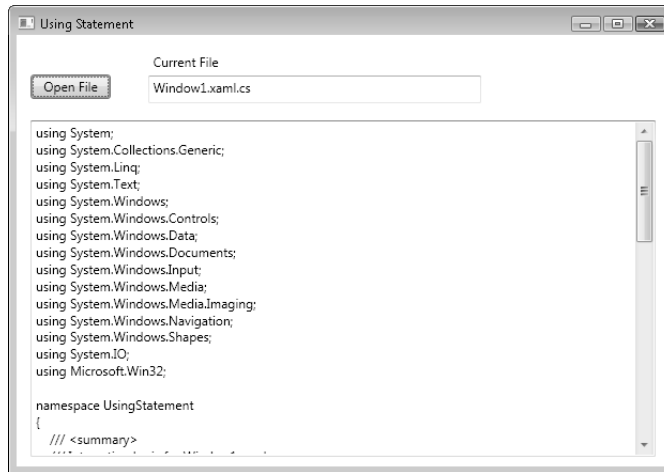 Using Statement
Current File
Open File
Window1.xaml.cs
using System;
using System.Collections.Generic;
using System.Linq;
using System.Text;
using System.Windows;
using System.Windows.Controls;
using System.Windows.Data;
using System.Windows.Documents;
using System.Windows.Input;
using System.Windows.Media;
using System.Windows.Media.Imaging;
using System.Windows.Navigation;
using System.Windows.Shapes;
using System.IO;
using Microsoft.Win32;
namespace UsingStatement
{
/// <summary>